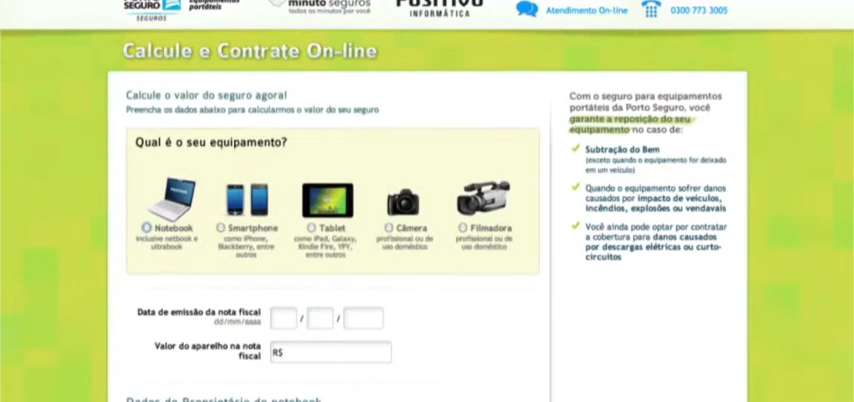 SEGURO
SEGUROS
equipamentos
portáteis
minuto seguros
todos os minutos por você
POSITIVO
INFORMÁTICA
Atendimento On-line
0300 773 3005
Calcule e Contrate On-line
Calcule o valor do seguro agora!
Preencha os dados abaixo para calcularmos o valor do seu seguro
Qual é o seu equipamento?
Notebook
inclusive netbook e
ultrabook
Smartphone
como iPhone,
Blackberry, entre
outros
Tablet
como iPad, Galaxy,
Kindle Fire, YPY,
entre outros
Câmera
profissional ou de
uso doméstico
Filmadora
profissional ou de
uso doméstico
Data de emissão da nota fiscal
dd/mm/aaaa
/ /
Valor do aparelho na nota
fiscal
R$
Dados do Proprietário do notebook
Com o seguro para equipamentos
portáteis da Porto Seguro, você
garante a reposição do seu
equipamento no caso de:
Subtração do Bem
(exceto quando o equipamento for deixado
em um veículo)
Quando o equipamento sofrer danos
causados por impacto de veículos,
incêndios, explosões ou vendavais
Você ainda pode optar por contratar
a cobertura para danos causados
por descargas elétricas ou curto-
circuitos